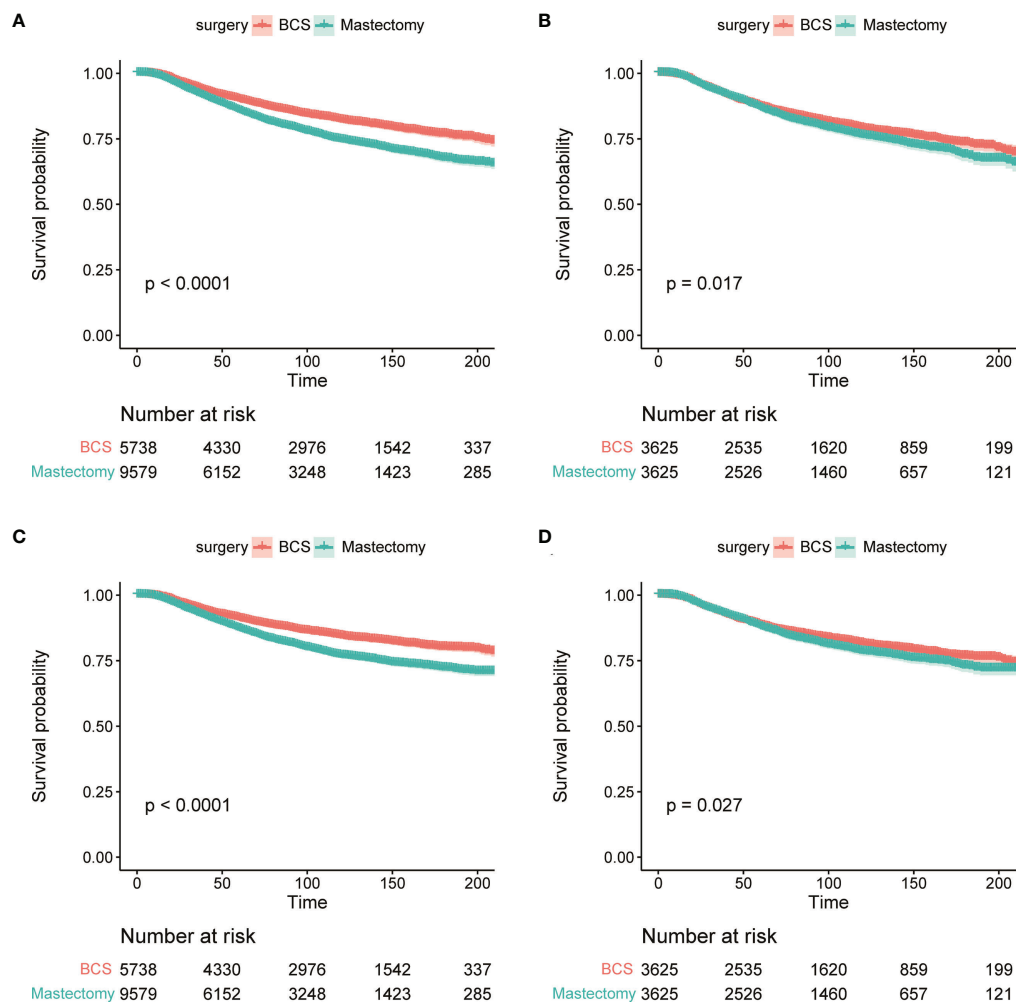 A
surgery BCS Mastectomy
Survival probability
1.00
0.75
0.50
0.25
0.00
p < 0.0001
0 50 100 150 200
Time
Number at risk
BCS 5738 4330 2976 1542 337
Mastectomy 9579 6152 3248 1423 285
B
surgery BCS Mastectomy
Survival probability
1.00
0.75
0.50
0.25
0.00
p = 0.017
0 50 100 150 200
Time
Number at risk
BCS 3625 2535 1620 859 199
Mastectomy 3625 2526 1460 657 121
C
surgery BCS Mastectomy
Survival probability
1.00
0.75
0.50
0.25
0.00
p < 0.0001
0 50 100 150 200
Time
Number at risk
BCS 5738 4330 2976 1542 337
Mastectomy 9579 6152 3248 1423 285
D
surgery BCS Mastectomy
Survival probability
1.00
0.75
0.50
0.25
0.00
p = 0.027
0 50 100 150 200
Time
Number at risk
BCS 3625 2535 1620 859 199
Mastectomy 3625 2526 1460 657 121